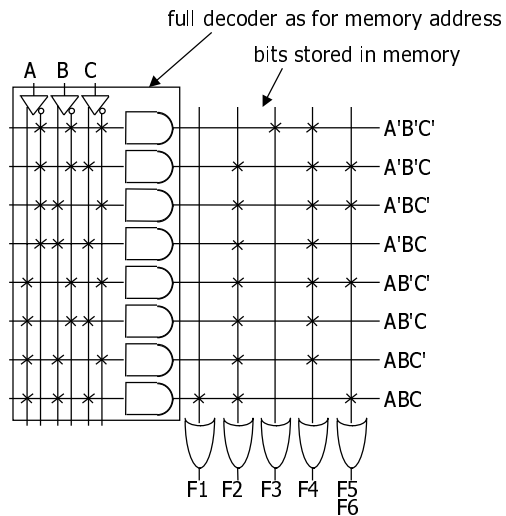 full decoder as for memory address
bits stored in memory
A B C
A'B'C'
A'B'C
A'BC'
A'BC
AB'C'
AB'C
ABC'
ABC
F1 F2 F3 F4 F5
F6